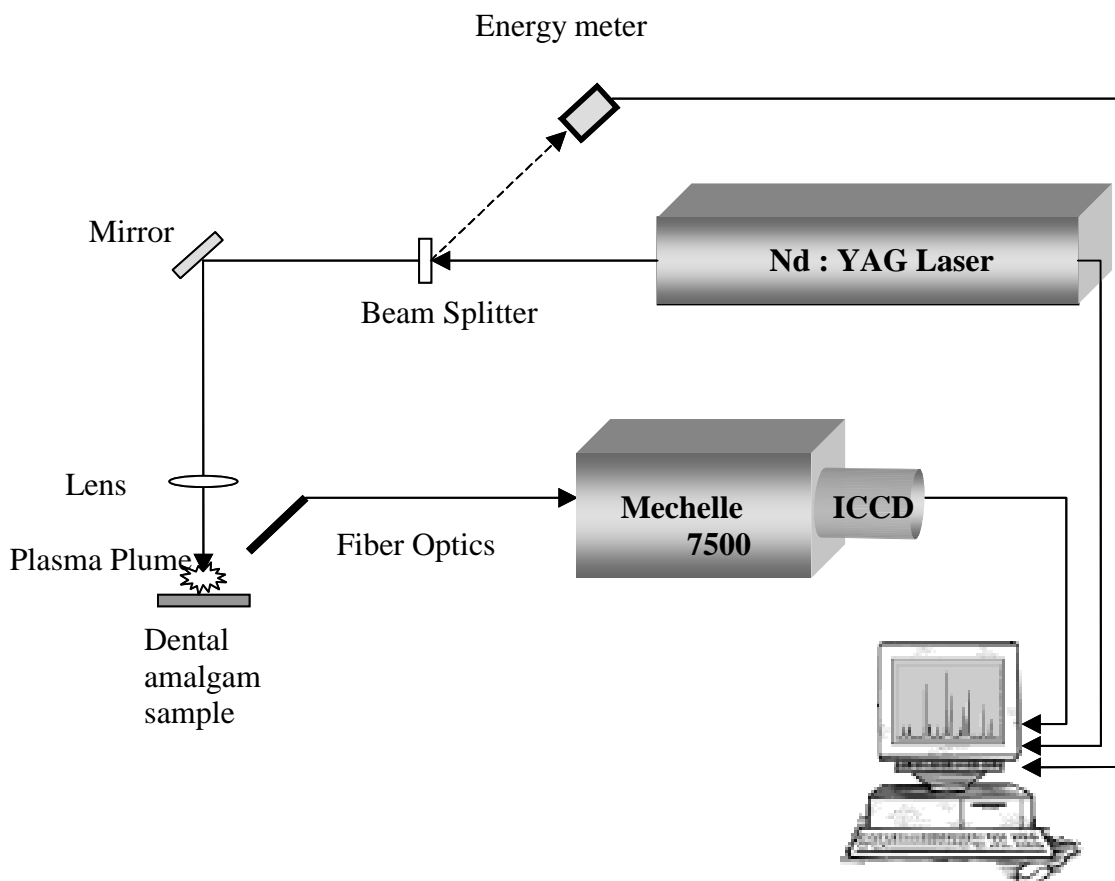 Energy meter
Mirror
Nd : YAG Laser
Beam Splitter
Lens
Mechelle
7500
ICCD
Fiber Optics
Plasma Plume
Dental
amalgam
sample